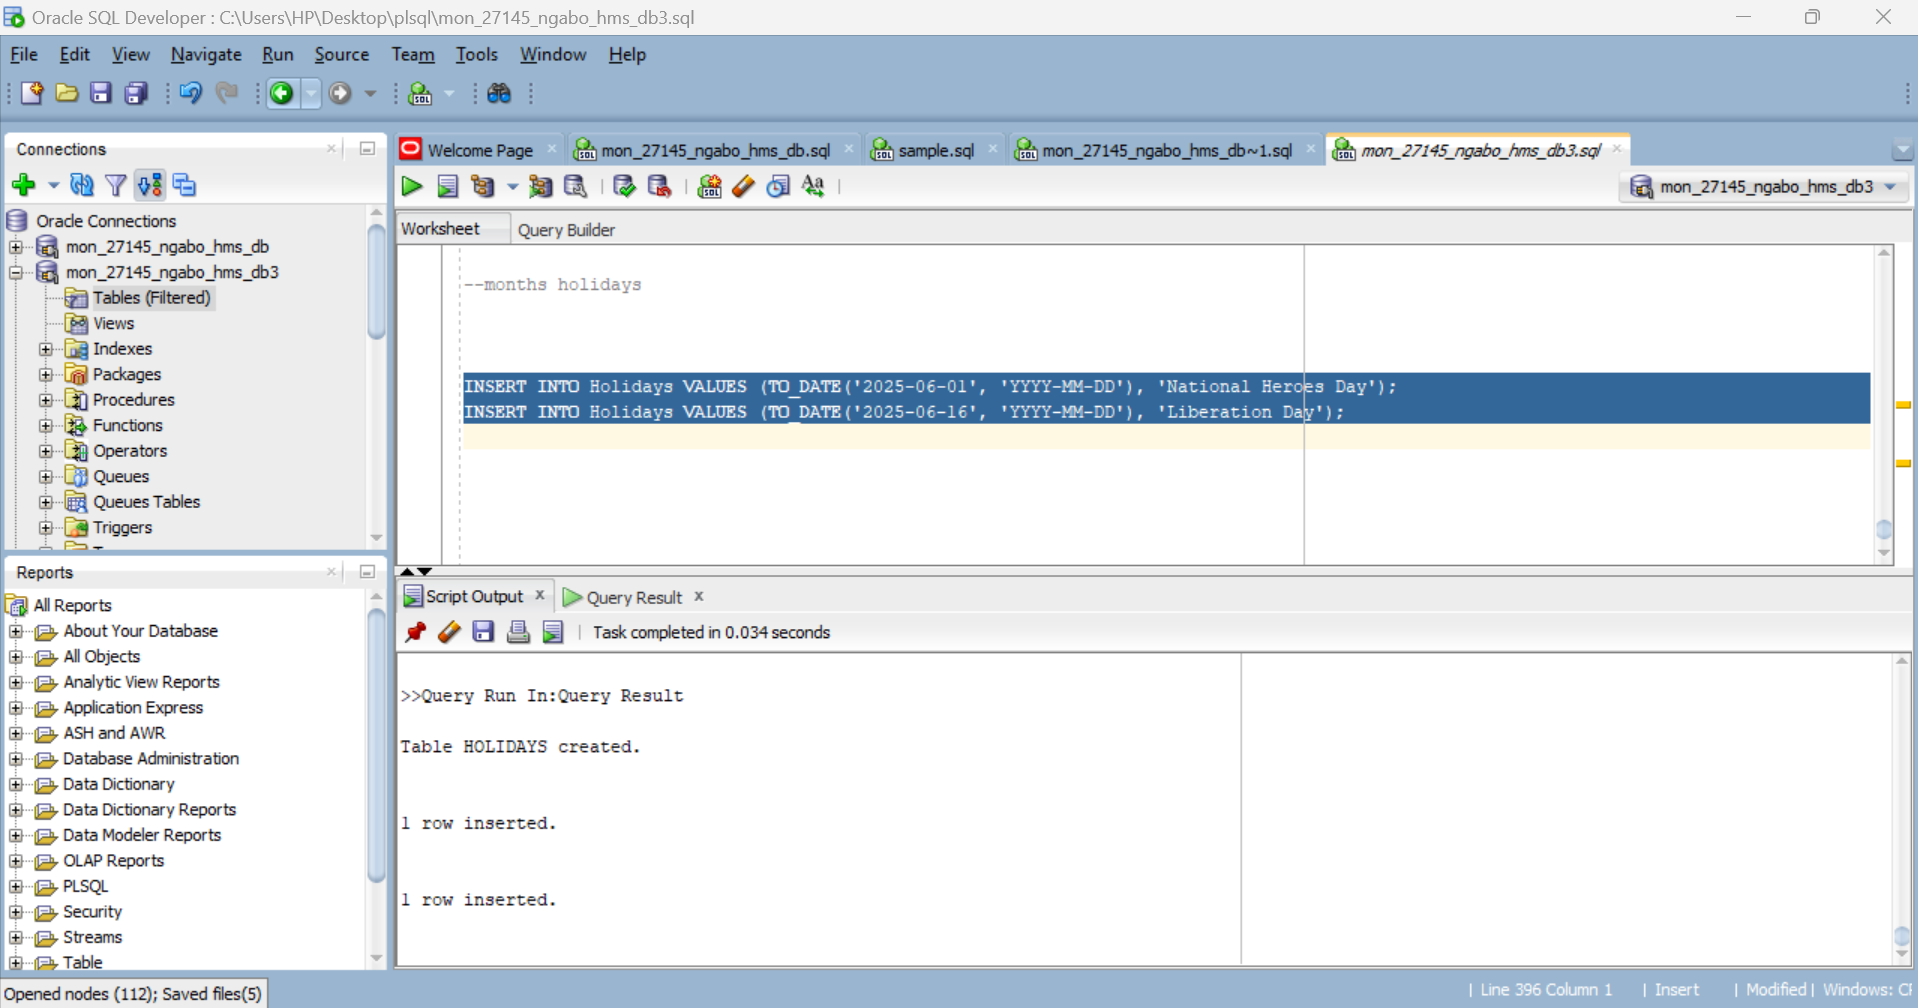 Oracle SQL Developer : C:\Users\HP\Desktop\plsql\mon_27145_ngabo_hms_db3.sql
File Edit View Navigate Run Source Team Tools Window Help
Connections
Oracle Connections
mon_27145_ngabo_hms_db
mon_27145_ngabo_hms_db3
Tables (Filtered)
Views
Indexes
Packages
Procedures
Functions
Operators
Queues
Queues Tables
Triggers
Reports
All Reports
About Your Database
All Objects
Analytic View Reports
Application Express
ASH and AWR
Database Administration
Data Dictionary
Data Dictionary Reports
Data Modeler Reports
OLAP Reports
PLSQL
Security
Streams
Table
Welcome Page mon_27145_ngabo_hms_db.sql sample.sql mon_27145_ngabo_hms_db~1.sql mon_27145_ngabo_hms_db3.sql
mon_27145_ngabo_hms_db3
Worksheet Query Builder
--months holidays
INSERT INTO Holidays VALUES (TO_DATE('2025-06-01', 'YYYY-MM-DD'), 'National Heroes Day');
INSERT INTO Holidays VALUES (TO_DATE('2025-06-16', 'YYYY-MM-DD'), 'Liberation Day');
Script Output Query Result
Task completed in 0.034 seconds
>>Query Run In:Query Result
Table HOLIDAYS created.
1 row inserted.
1 row inserted.
Opened nodes (112); Saved files(5)
Line 396 Column 1 | Insert | Modified | Windows: